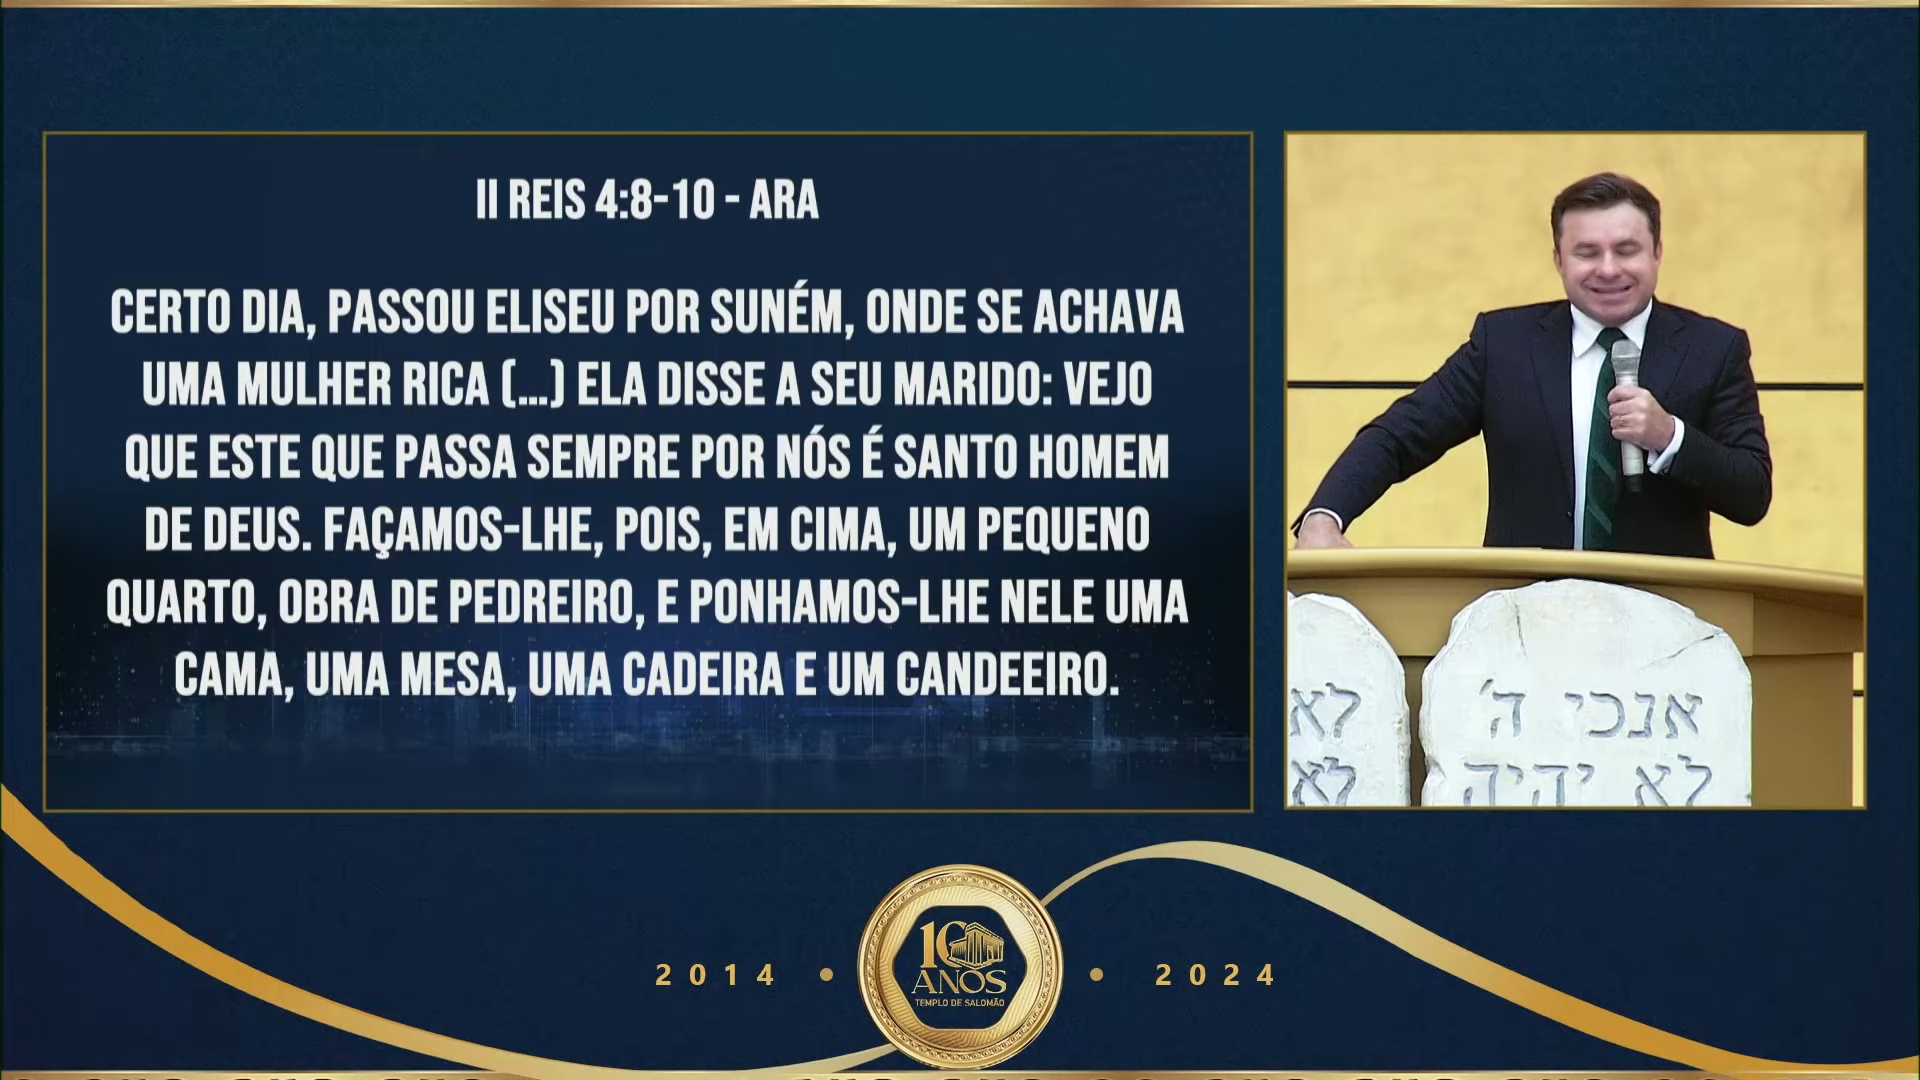 II REIS 4:8-10 - ARA
CERTO DIA, PASSOU ELISEU POR SUNÉM, ONDE SE ACHAVA
UMA MULHER RICA (...) ELA DISSE A SEU MARIDO: VEJO
QUE ESTE QUE PASSA SEMPRE POR NÓS É SANTO HOMEM
DE DEUS. FAÇAMOS-LHE, POIS, EM CIMA, UM PEQUENO
QUARTO, OBRA DE PEDREIRO, E PONHAMOS-LHE NELE UMA
CAMA, UMA MESA, UMA CADEIRA E UM CANDEEIRO.
אנכי ה'
לא יהיה
לא
לא
2014 • 
10
ANOS
TEMPLO DE SALOMÃO
• 2024